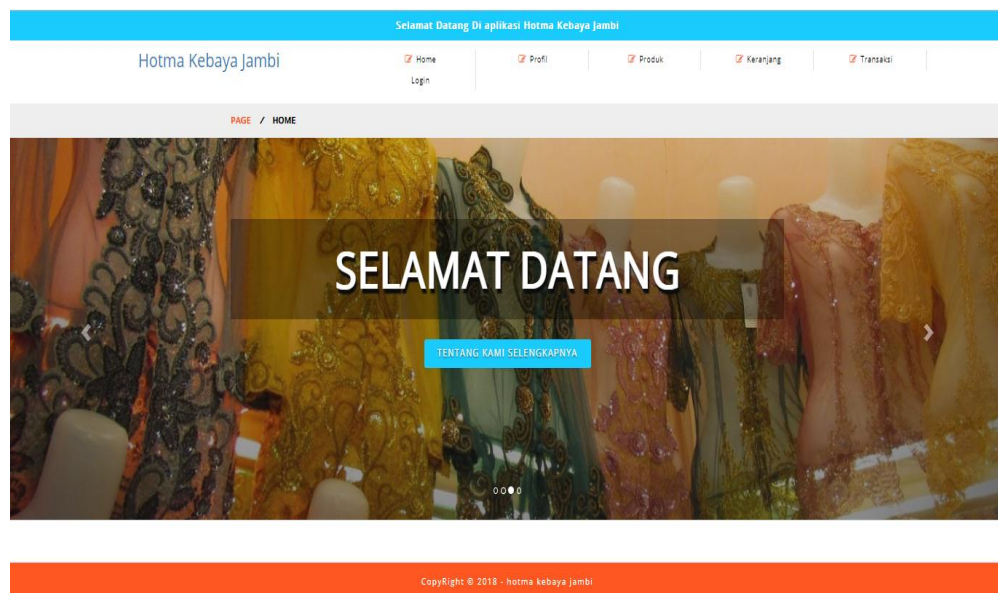 Selamat Datang Di aplikasi Hotma Kebaya Jambi
Hotma Kebaya Jambi
Home
Profil
Produk
Keranjang
Transaksi
Login
PAGE / HOME
SELAMAT DATANG
TENTANG KAMI SELENGKAPNYA
CopyRight © 2018 - hotma kebaya jambi